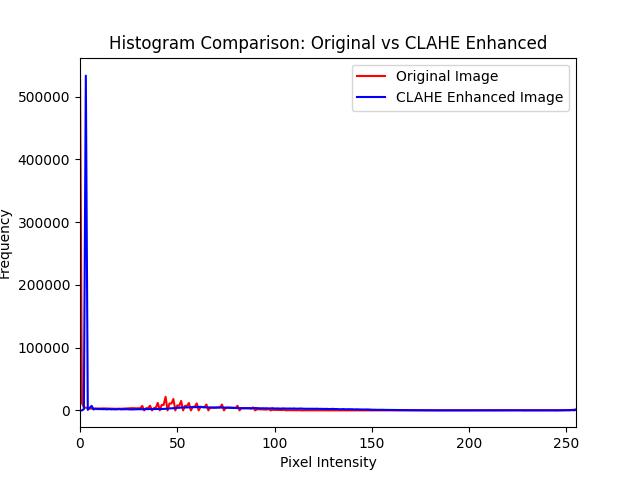 Histogram Comparison: Original vs CLAHE Enhanced
Original Image
CLAHE Enhanced Image
500000
400000
300000
200000
100000
0
Frequency
0 50 100 150 200 250
Pixel Intensity